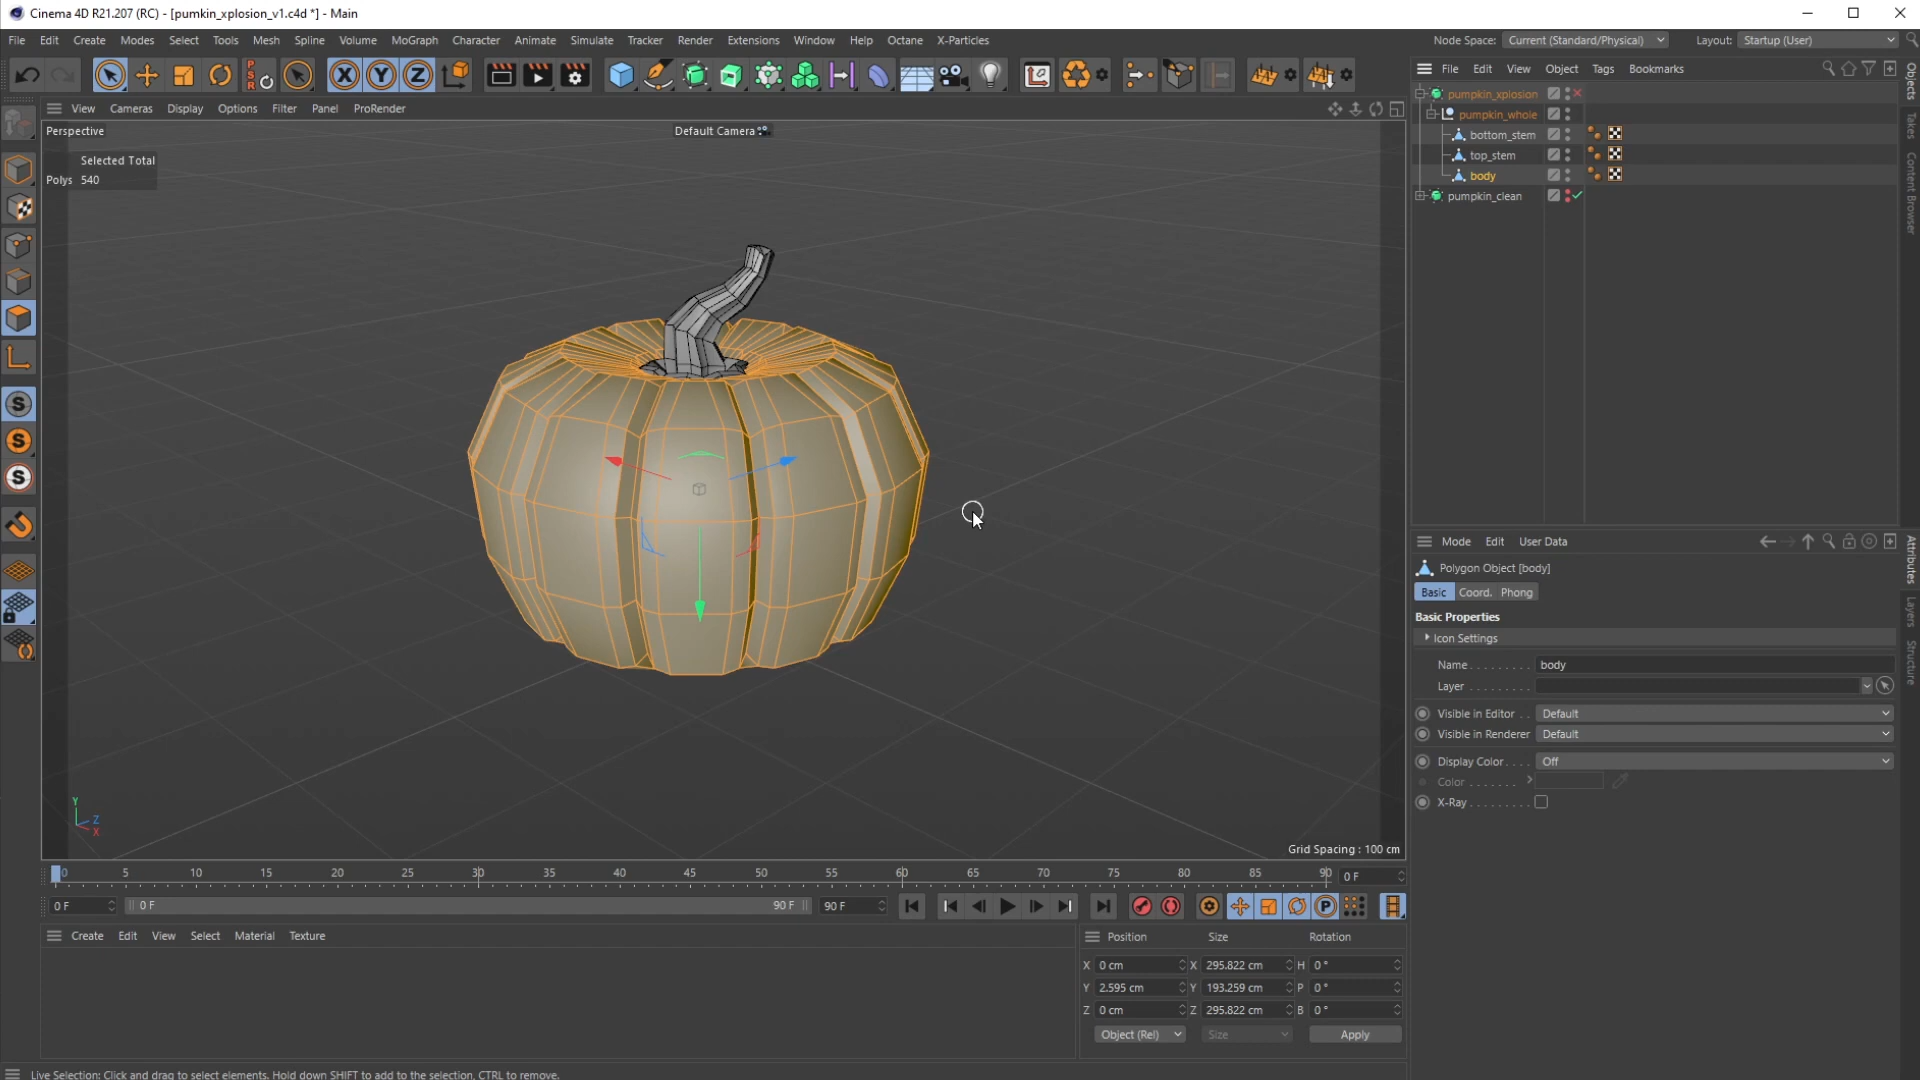 Cinema 4D R21.207 (RC) - [pumkin_xplosion_v1.c4d *] - Main
File Edit Create Modes Select Tools Mesh Spline Volume MoGraph Character Animate Simulate Tracker Render Extensions Window Help Octane X-Particles
Node Space: Current (Standard/Physical) Layout: Startup (User)
PSR X Y Z
File Edit View Object Tags Bookmarks
View Cameras Display Options Filter Panel ProRender
Perspective
Default Camera
Selected Total
Polys 540
pumpkin_xplosion
pumpkin_whole
bottom_stem
top_stem
body
pumpkin_clean
Objects
Takes
Content Browser
S
S
S
Mode Edit User Data
Polygon Object [body]
Basic Coord. Phong
Basic Properties
Icon Settings
Name body
Layer
Visible in Editor Default
Visible in Renderer Default
Display Color Off
Color
X-Ray
Attributes
Layers
Structure
Y
Z
X
Grid Spacing : 100 cm
0 5 10 15 20 25 30 35 40 45 50 55 60 65 70 75 80 85 90 0 F
0 F 0 F 90 F 90 F P
Create Edit View Select Material Texture
Position Size Rotation
X 0 cm X 295.822 cm H 0 °
Y 2.595 cm Y 193.259 cm P 0 °
Z 0 cm Z 295.822 cm B 0 °
Object (Rel) Size Apply
Live Selection: Click and drag to select elements. Hold down SHIFT to add to the selection, CTRL to remove.